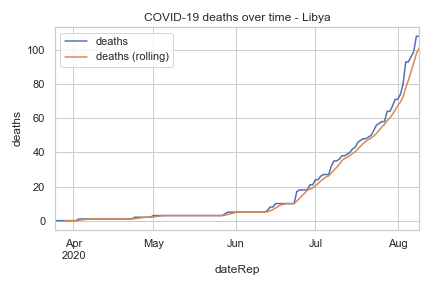 COVID-19 deaths over time - Libya
deaths
deaths (rolling)
100
80
60
40
20
0
deaths
Apr
2020
May
Jun
Jul
Aug
dateRep